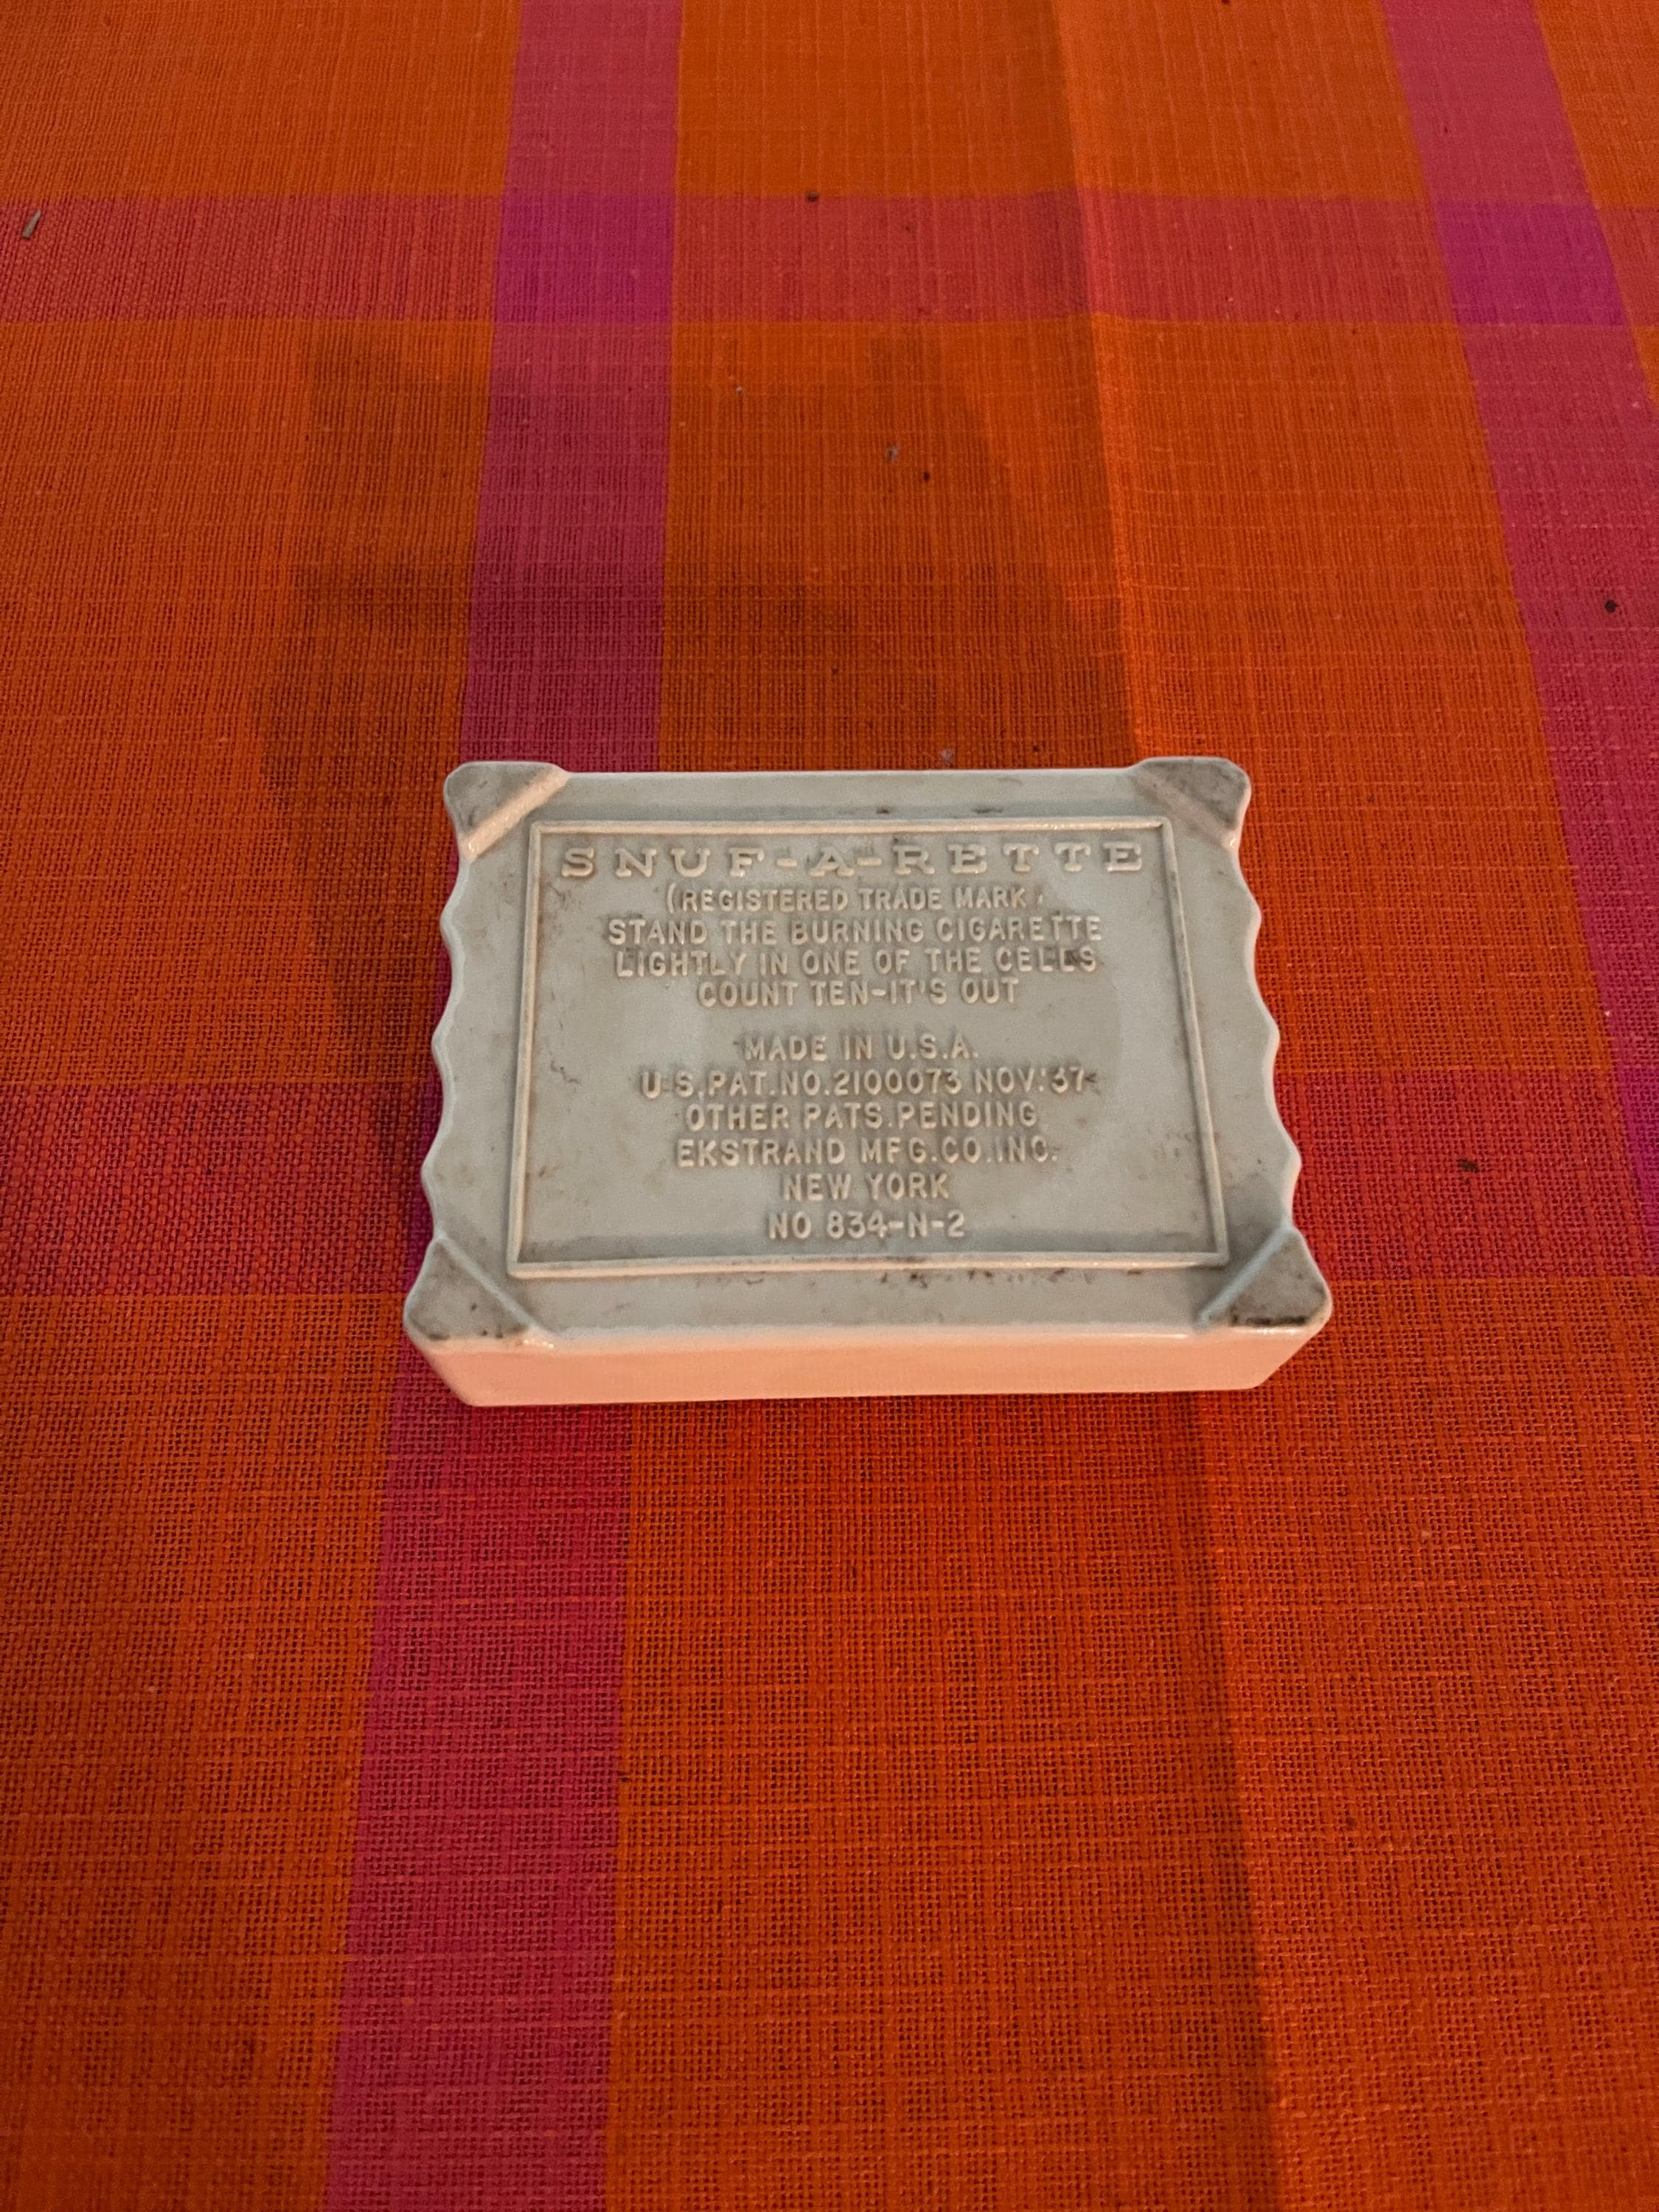 SNUF-A-RETTE
(REGISTERED TRADE MARK)
STAND THE BURNING CIGARETTE
LIGHTLY IN ONE OF THE CELLS
COUNT TEN-IT'S OUT
MADE IN U.S.A.
U.S.PAT.NO.2100073 NOV.'37
OTHER PATS.PENDING
EKSTRAND MFG.CO.INC.
NEW YORK
NO 834-N-2